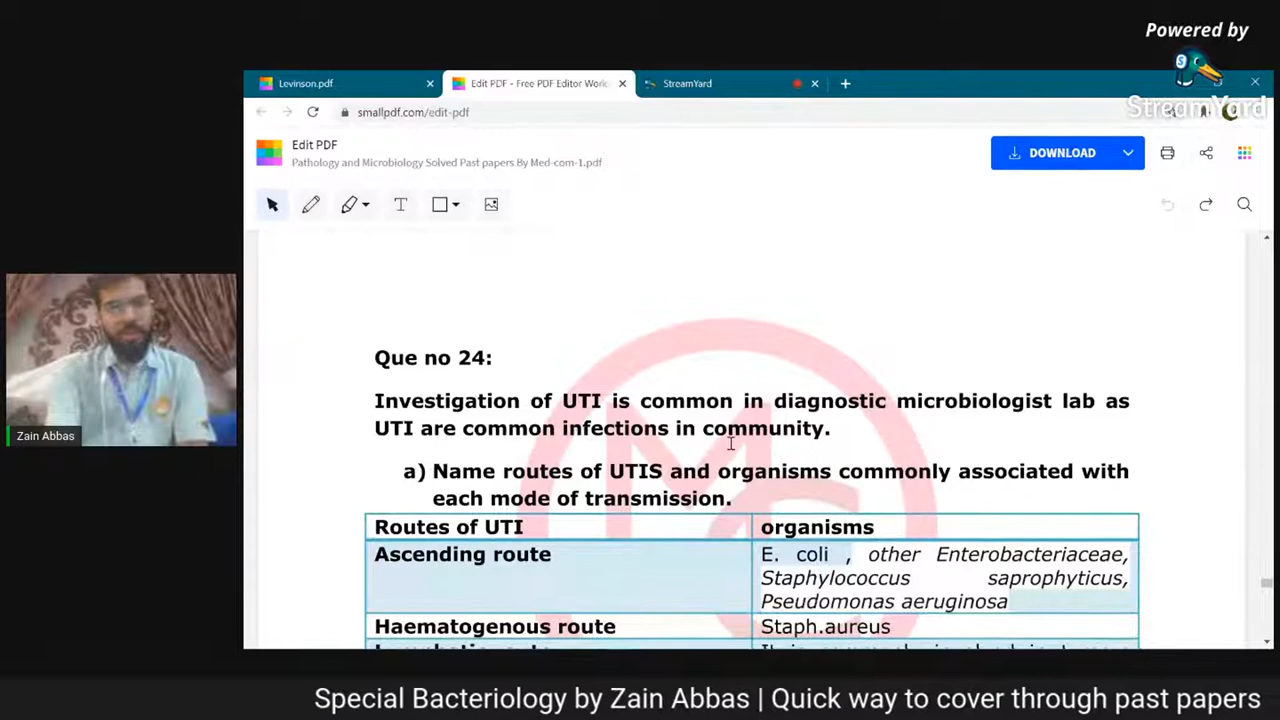 Powered by
StreamYard
Levinson.pdf
Edit PDF - Free PDF Editor Work
StreamYard
smallpdf.com/edit-pdf
Edit PDF
Pathology and Microbiology Solved Past papers By Med-com-1.pdf
DOWNLOAD
Que no 24:
Investigation of UTI is common in diagnostic microbiologist lab as
UTI are common infections in community.
a) Name routes of UTIS and organisms commonly associated with
each mode of transmission.
Routes of UTI
organisms
Ascending route
E. coli , other Enterobacteriaceae,
Staphylococcus saprophyticus,
Pseudomonas aeruginosa
Haematogenous route
Staph.aureus
Zain Abbas
Special Bacteriology by Zain Abbas | Quick way to cover through past papers